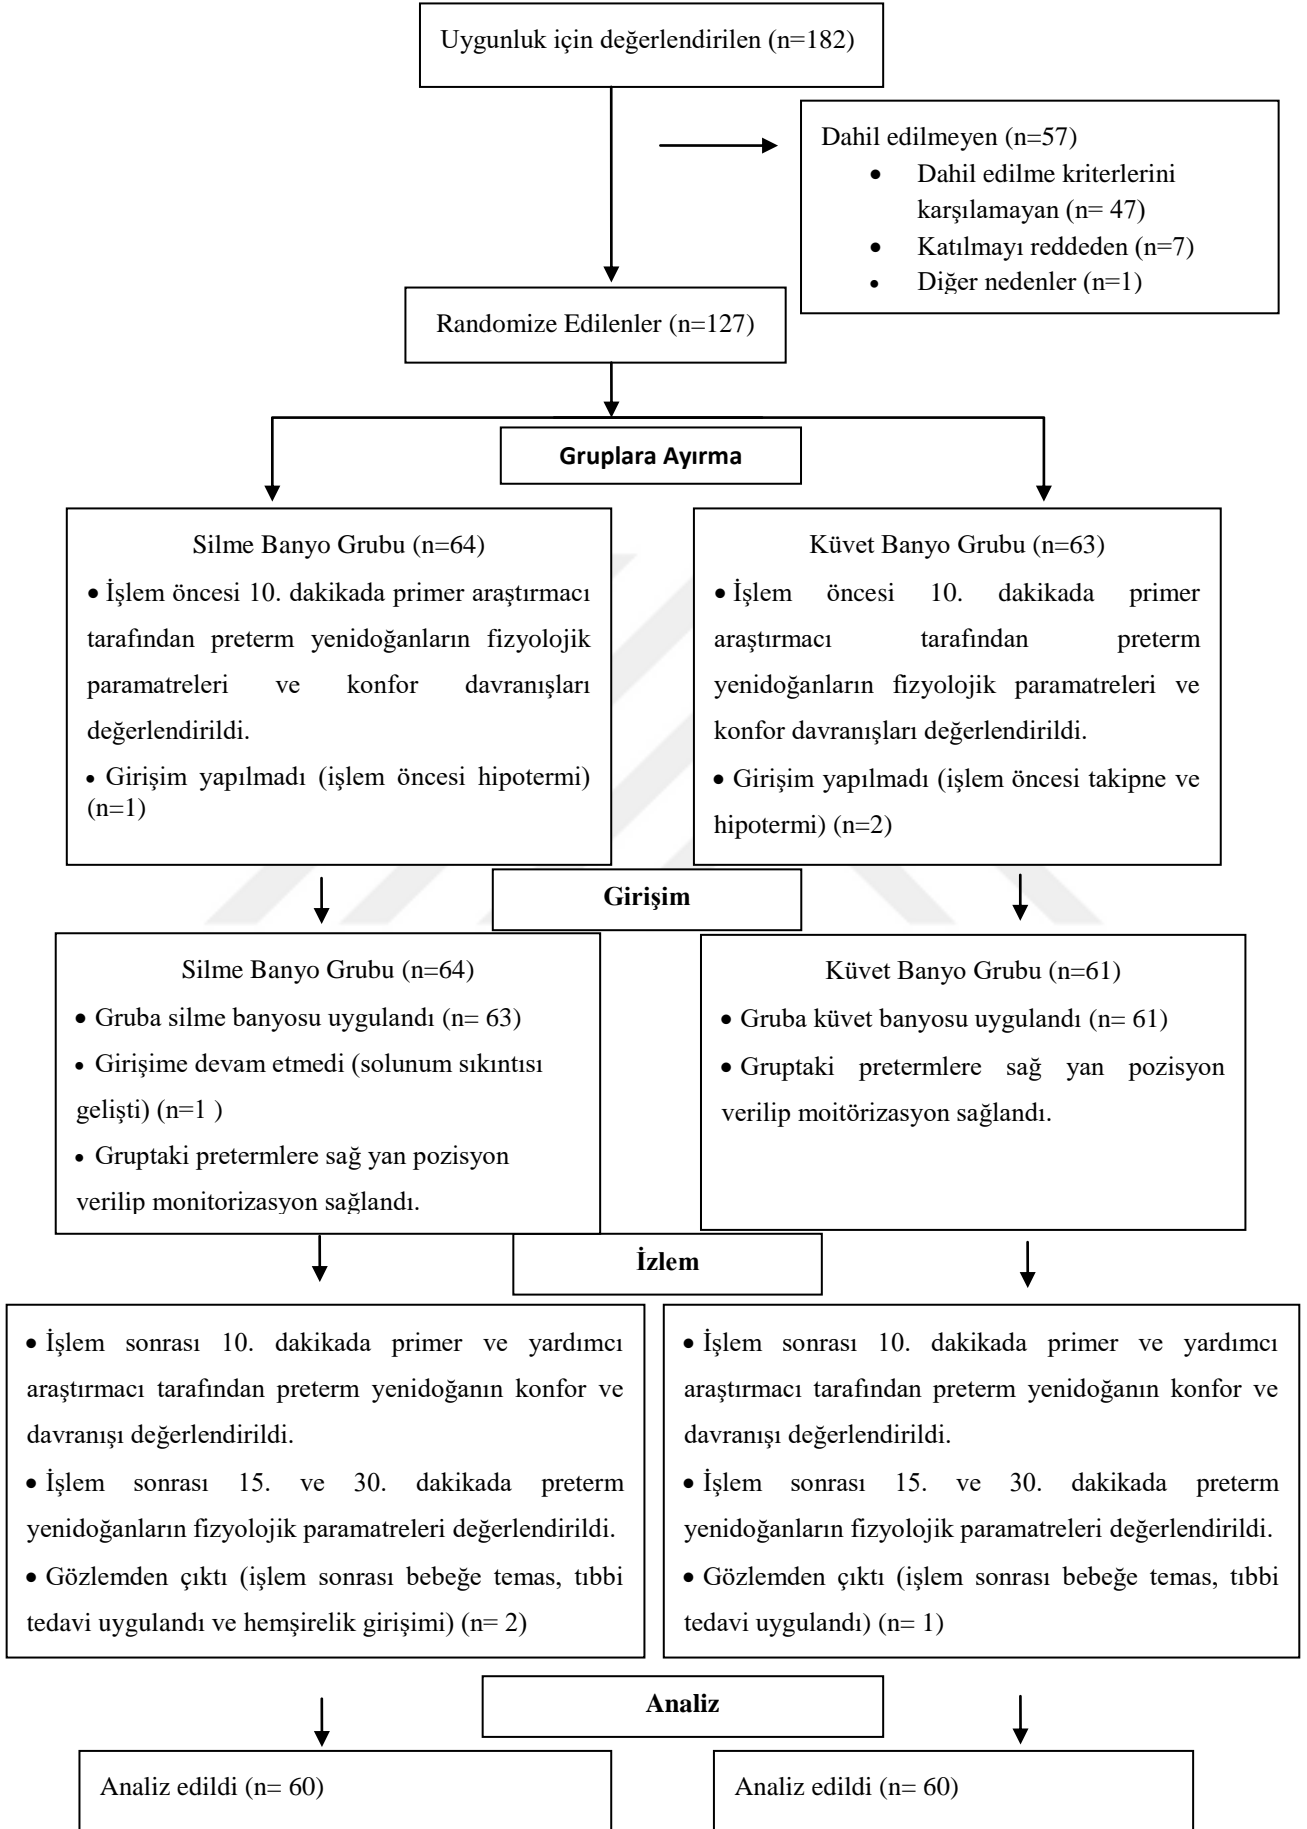 Uygunluk için değerlendirilen (n=182)
Dahil edilmeyen (n=57)
• Dahil edilme kriterlerini
karşılamayan (n= 47)
• Katılmayı reddeden (n=7)
• Diğer nedenler (n=1)
Randomize Edilenler (n=127)
Gruplara Ayırma
Silme Banyo Grubu (n=64)
• İşlem öncesi 10. dakikada primer araştırmacı
tarafından preterm yenidoğanların fizyolojik
paramatreleri ve konfor davranışları
değerlendirildi.
• Girişim yapılmadı (işlem öncesi hipotermi)
(n=1)
Küvet Banyo Grubu (n=63)
• İşlem öncesi 10. dakikada primer
araştırmacı tarafından preterm
yenidoğanların fizyolojik paramatreleri ve
konfor davranışları değerlendirildi.
• Girişim yapılmadı (işlem öncesi takipne ve
hipotermi) (n=2)
Girişim
Silme Banyo Grubu (n=64)
• Gruba silme banyosu uygulandı (n= 63)
• Girişime devam etmedi (solunum sıkıntısı
gelişti) (n=1 )
• Gruptaki pretermlere sağ yan pozisyon
verilip monitorizasyon sağlandı.
Küvet Banyo Grubu (n=61)
• Gruba küvet banyosu uygulandı (n= 61)
• Gruptaki pretermlere sağ yan pozisyon
verilip moitörizasyon sağlandı.
İzlem
• İşlem sonrası 10. dakikada primer ve yardımcı
araştırmacı tarafından preterm yenidoğanın konfor ve
davranışı değerlendirildi.
• İşlem sonrası 15. ve 30. dakikada preterm
yenidoğanların fizyolojik paramatreleri değerlendirildi.
• Gözlemden çıktı (işlem sonrası bebeğe temas, tıbbi
tedavi uygulandı ve hemşirelik girişimi) (n= 2)
• İşlem sonrası 10. dakikada primer ve yardımcı
araştırmacı tarafından preterm yenidoğanın konfor ve
davranışı değerlendirildi.
• İşlem sonrası 15. ve 30. dakikada preterm
yenidoğanların fizyolojik paramatreleri değerlendirildi.
• Gözlemden çıktı (işlem sonrası bebeğe temas, tıbbi
tedavi uygulandı) (n= 1)
Analiz
Analiz edildi (n= 60)
Analiz edildi (n= 60)